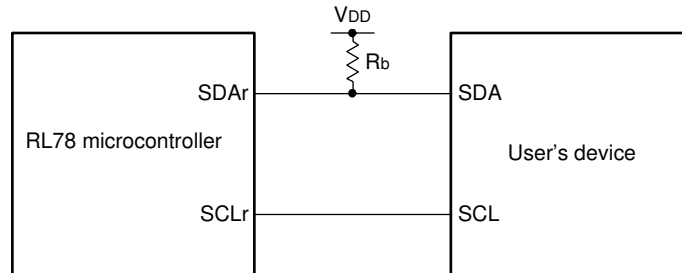 VDD
Rb
SDAr
SDA
RL78 microcontroller
User's device
SCLr
SCL